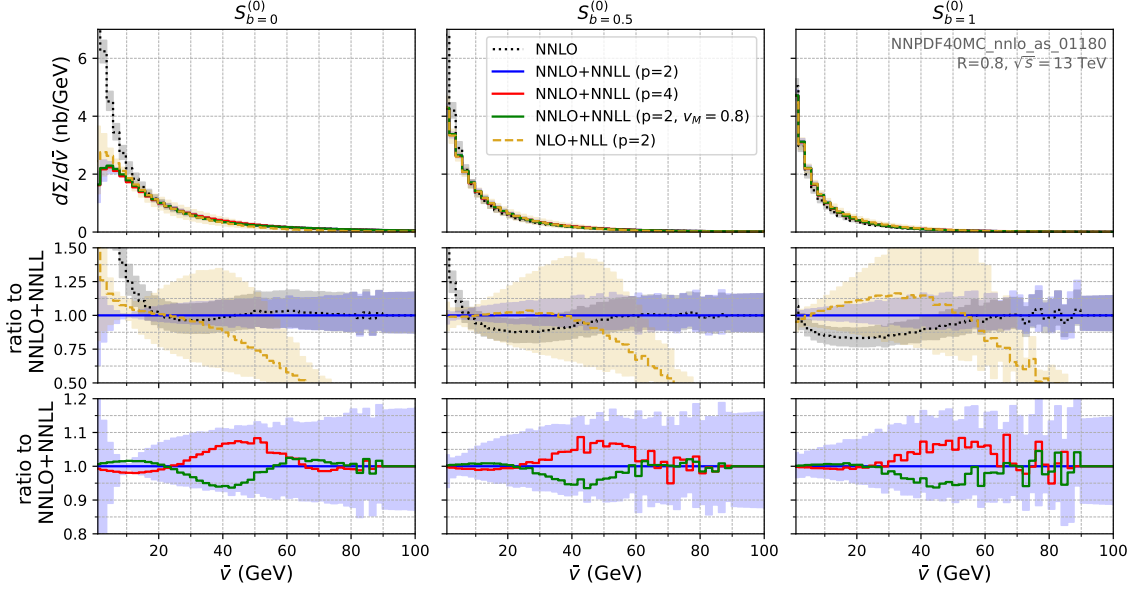 S_{b=0}^{(0)}
S_{b=0.5}^{(0)}
S_{b=1}^{(0)}
dΣ/dv̄ (nb/GeV)
6
4
2
0
NNLO
NNLO+NNLL (p=2)
NNLO+NNLL (p=4)
NNLO+NNLL (p=2, v_M = 0.8)
NLO+NLL (p=2)
NNPDF40MC_nnlo_as_01180
R=0.8, √s = 13 TeV
ratio to
NNLO+NNLL
1.50
1.25
1.00
0.75
0.50
ratio to
NNLO+NNLL
1.2
1.1
1.0
0.9
0.8
20 40 60 80 100
20 40 60 80 100
20 40 60 80 100
v̄ (GeV)
v̄ (GeV)
v̄ (GeV)